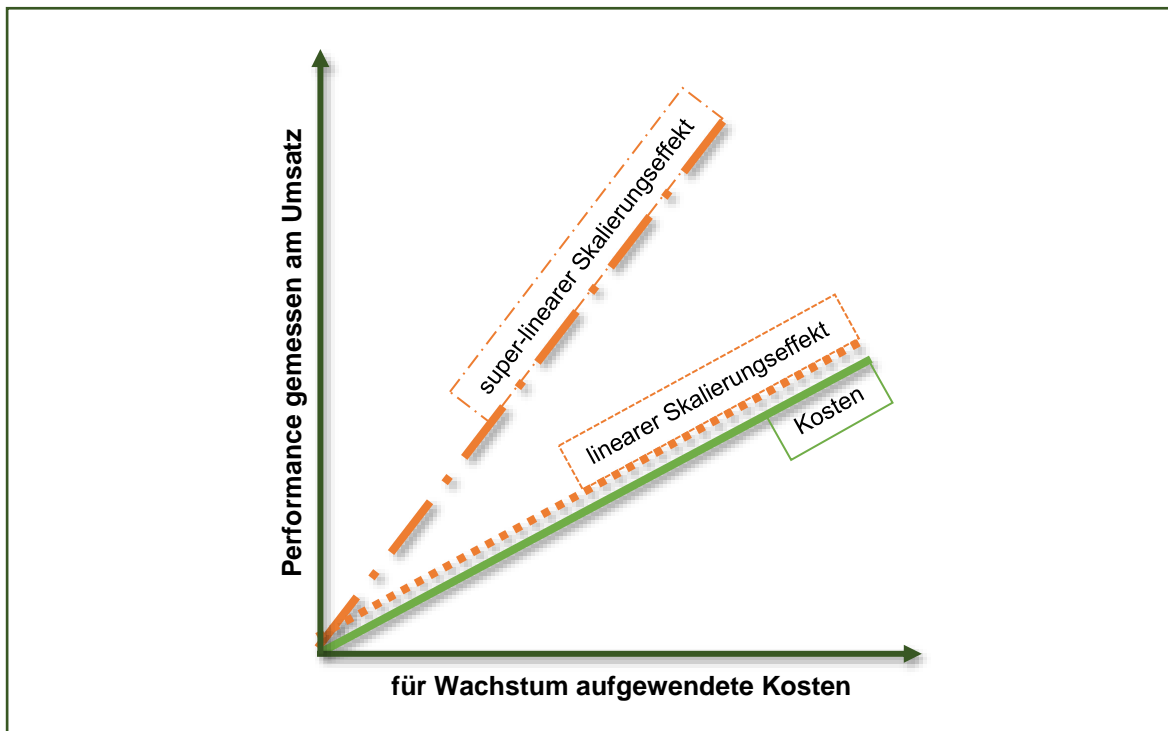 Performance gemessen am Umsatz
super-linearer Skalierungseffekt
linearer Skalierungseffekt
Kosten
für Wachstum aufgewendete Kosten